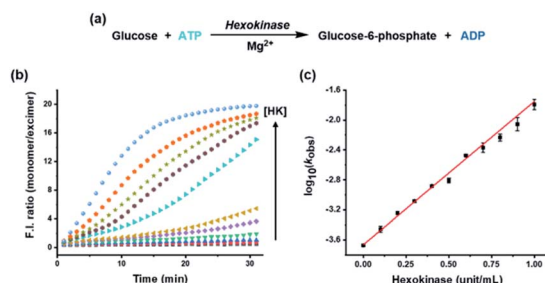 (a)
Hexokinase
Glucose + ATP Glucose-6-phosphate + ADP
Mg2+
(b)
F.I. ratio (monomer/excimer)
20
16
12
8
4
0
[HK]
0 10 20 30
Time (min)
(c)
log10(kobs)
-1.6
-2.0
-2.4
-2.8
-3.2
-3.6
0.00 0.25 0.50 0.75 1.00
Hexokinase (unit/mL)